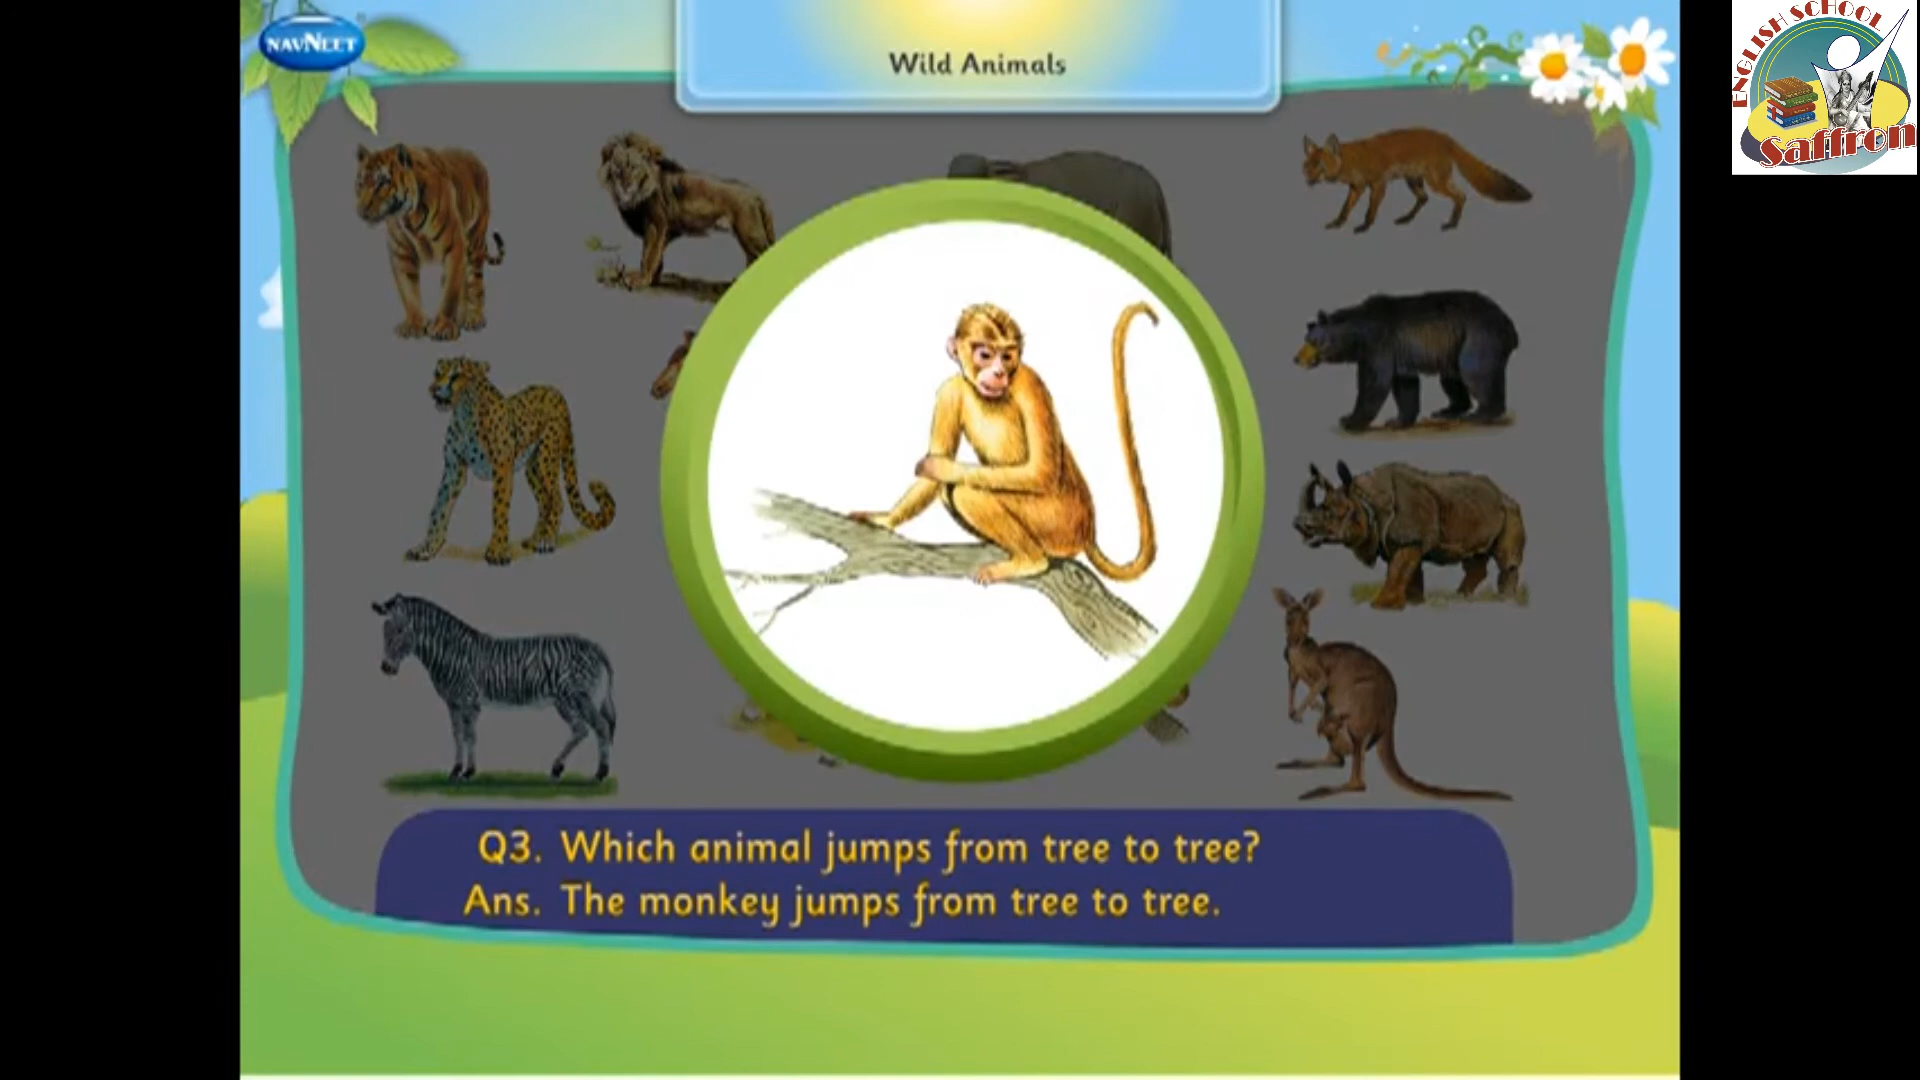 NAVNEET
Wild Animals
ENGLISH SCHOOL
Saffron
Q3. Which animal jumps from tree to tree?
Ans. The monkey jumps from tree to tree.